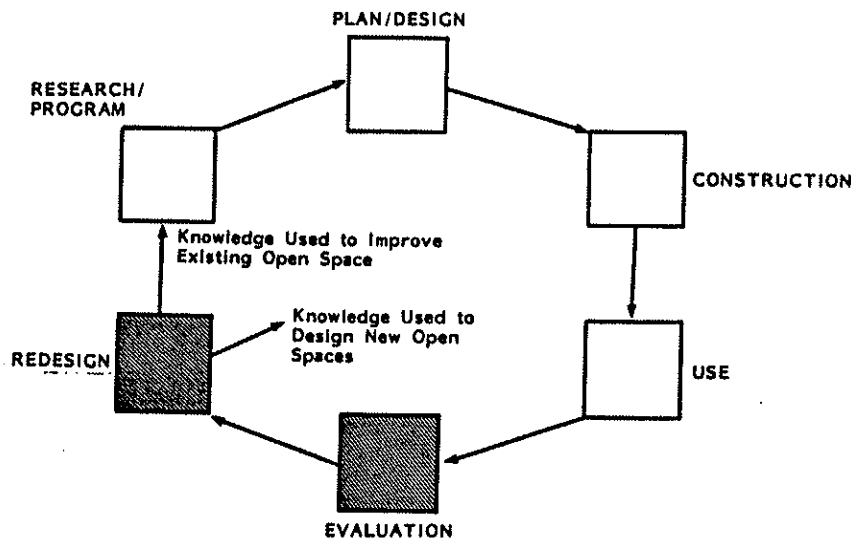 PLAN/DESIGN
RESEARCH/
PROGRAM
CONSTRUCTION
Knowledge Used to Improve
Existing Open Space
Knowledge Used to
Design New Open
Spaces
REDESIGN
USE
EVALUATION